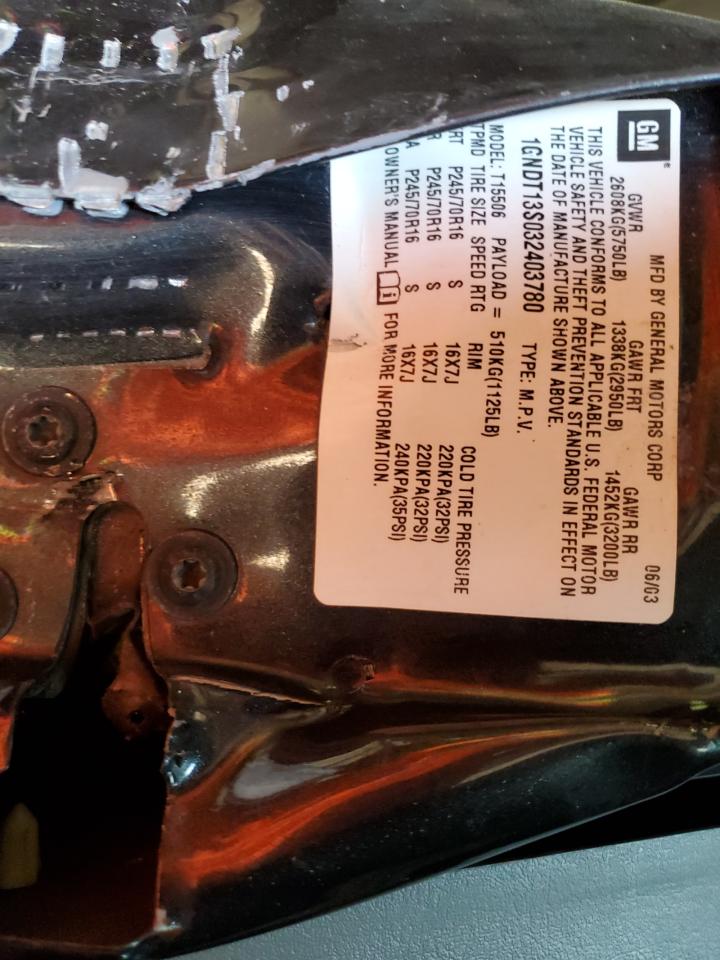 GM®
MFD BY GENERAL MOTORS CORP 06/03
GVWR GAWR FRT GAWR RR
2608KG(5750LB) 1338KG(2950LB) 1452KG(3200LB)
THIS VEHICLE CONFORMS TO ALL APPLICABLE U.S. FEDERAL MOTOR
VEHICLE SAFETY AND THEFT PREVENTION STANDARDS IN EFFECT ON
THE DATE OF MANUFACTURE SHOWN ABOVE.
1GNDT13S032403780 TYPE: M.P.V.
MODEL: T15506 PAYLOAD = 510KG(1125LB)
TPMD TIRE SIZE SPEED RTG RIM COLD TIRE PRESSURE
RT P245/70R16 S 16X7J 220KPA(32PSI)
R P245/70R16 S 16X7J 220KPA(32PSI)
A P245/70R16 S 16X7J 240KPA(35PSI)
OWNER'S MANUAL FOR MORE INFORMATION.